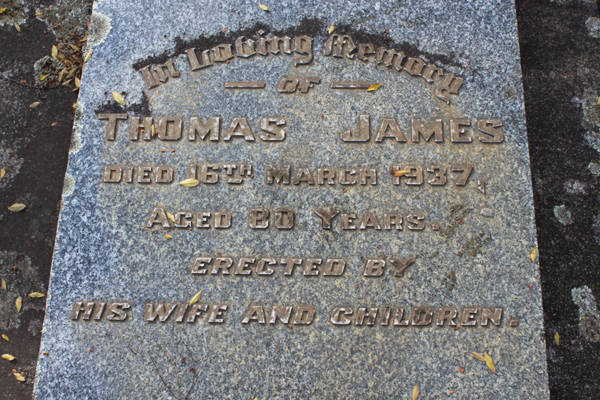 In Loving Memory
OF
THOMAS JAMES
DIED 16TH MARCH 1937,
AGED 80 YEARS.
ERECTED BY
HIS WIFE AND CHILDREN.